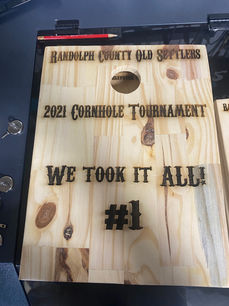 Randolph County Old Settlers
2021 Cornhole Tournament
We took it all!
#1